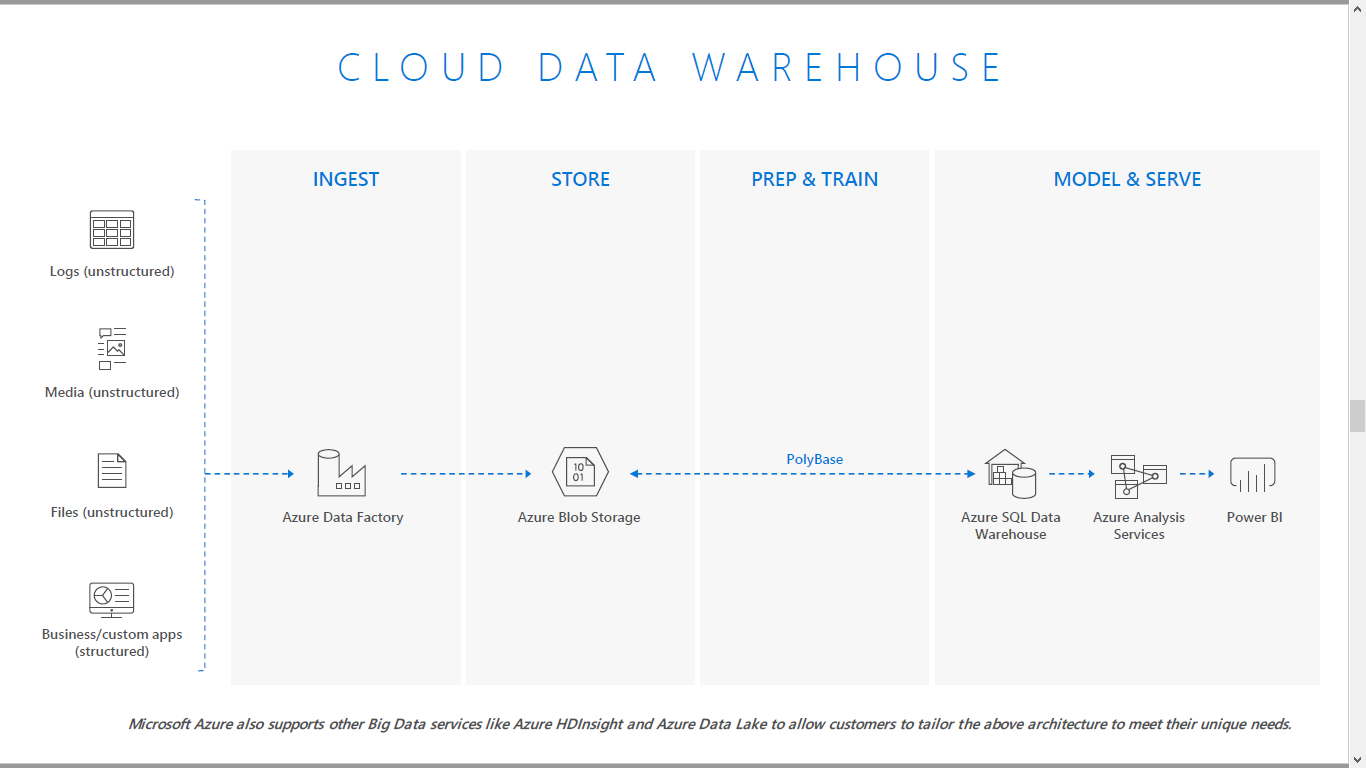 CLOUD DATA WAREHOUSE
INGEST
STORE
PREP & TRAIN
MODEL & SERVE
Logs (unstructured)
Media (unstructured)
Files (unstructured)
Business/custom apps
(structured)
Azure Data Factory
10
01
Azure Blob Storage
PolyBase
Azure SQL Data
Warehouse
Azure Analysis
Services
Power BI
Microsoft Azure also supports other Big Data services like Azure HDInsight and Azure Data Lake to allow customers to tailor the above architecture to meet their unique needs.